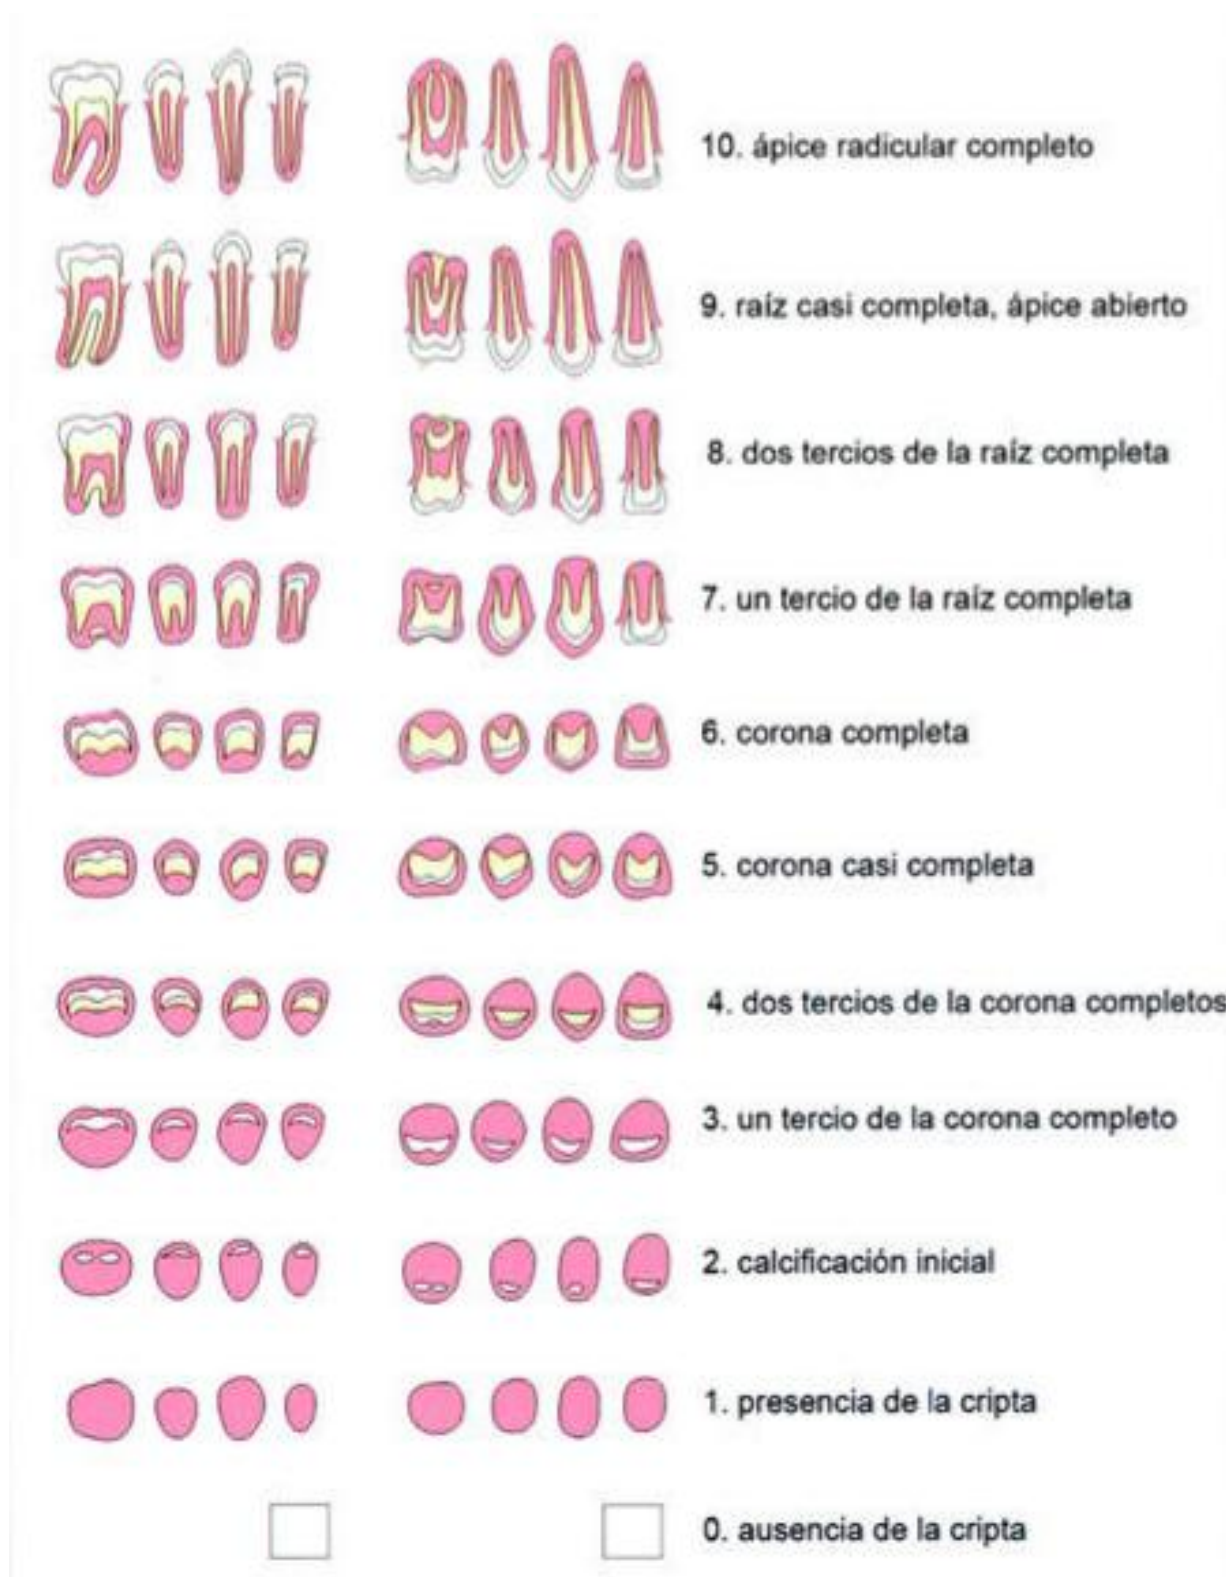 10. ápice radicular completo
9. raíz casi completa, ápice abierto
8. dos tercios de la raíz completa
7. un tercio de la raíz completa
6. corona completa
5. corona casi completa
4. dos tercios de la corona completos
3. un tercio de la corona completo
2. calcificación inicial
1. presencia de la cripta
0. ausencia de la cripta